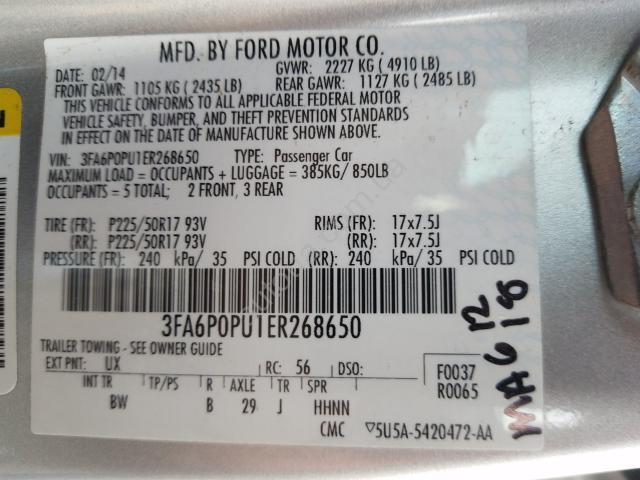 MFD. BY FORD MOTOR CO.
DATE: 02/14 GVWR: 2227 KG ( 4910 LB)
FRONT GAWR: 1105 KG ( 2435 LB) REAR GAWR: 1127 KG ( 2485 LB)
THIS VEHICLE CONFORMS TO ALL APPLICABLE FEDERAL MOTOR
VEHICLE SAFETY, BUMPER, AND THEFT PREVENTION STANDARDS
IN EFFECT ON THE DATE OF MANUFACTURE SHOWN ABOVE.
VIN: 3FA6P0PU1ER268650 TYPE: Passenger Car
MAXIMUM LOAD = OCCUPANTS + LUGGAGE = 385KG/ 850LB
OCCUPANTS = 5 TOTAL; 2 FRONT, 3 REAR
TIRE (FR): P225/50R17 93V RIMS (FR): 17x7.5J
(RR): P225/50R17 93V (RR): 17x7.5J
PRESSURE (FR): 240 kPa/ 35 PSI COLD (RR): 240 kPa/ 35 PSI COLD
3FA6P0PU1ER268650
TRAILER TOWING - SEE OWNER GUIDE
EXT PNT: UX RC: 56 DSO: F0037
R0065
INT TR TP/PS R AXLE TR SPR
BW B 29 J HHNN
CMC ▽5U5A-5420472-AA
MA6